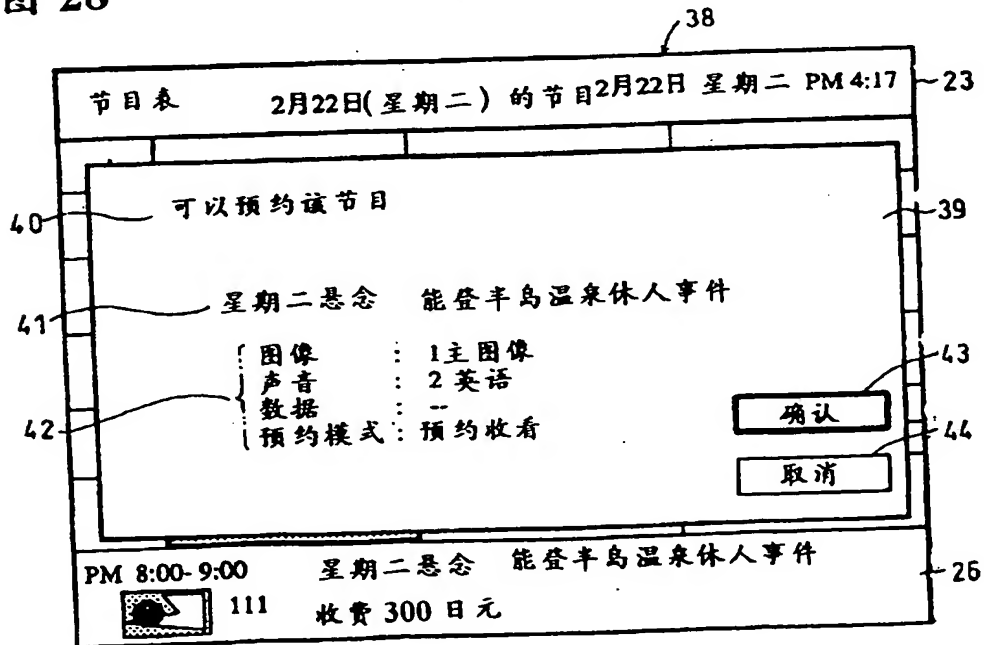 图 28
38
节目表 2月22日(星期二) 的节目2月22日 星期二 PM 4:17
23
可以预约该节目
40
39
星期二悬念 能登半岛温泉休人事件
41
图像 : 1主图像
声音 : 2 英语
数据 : --
预约模式 : 预约收看
42
确认
43
取消
44
PM 8:00-9:00 星期二悬念 能登半岛温泉休人事件
111 收费 300 日元
26